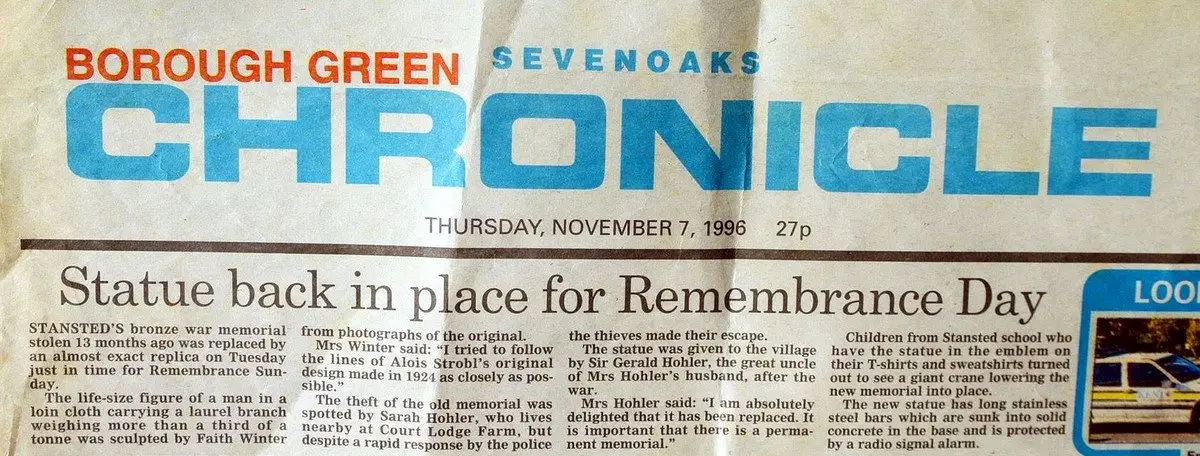 BOROUGH GREEN SEVENOAKS
CHRONICLE
THURSDAY, NOVEMBER 7, 1996 27p
Statue back in place for Remembrance Day
STANSTED'S bronze war memorial
stolen 13 months ago was replaced by
an almost exact replica on Tuesday
just in time for Remembrance Sun-
day.
The life-size figure of a man in a
loin cloth carrying a laurel branch
weighing more than a third of a
tonne was sculpted by Faith Winter
from photographs of the original.
Mrs Winter said: "I tried to follow
the lines of Alois Strobl's original
design made in 1924 as closely as pos-
sible."
The theft of the old memorial was
spotted by Sarah Hohler, who lives
nearby at Court Lodge Farm, but
despite a rapid response by the police
the thieves made their escape.
The statue was given to the village
by Sir Gerald Hohler, the great uncle
of Mrs Hohler's husband, after the
war.
Mrs Hohler said: "I am absolutely
delighted that it has been replaced. It
is important that there is a perma-
nent memorial."
Children from Stansted school who
have the statue in the emblem on
their T-shirts and sweatshirts turned
out to see a giant crane lowering the
new memorial into place.
The new statue has long stainless
steel bars which are sunk into solid
concrete in the base and is protected
by a radio signal alarm.
LOO